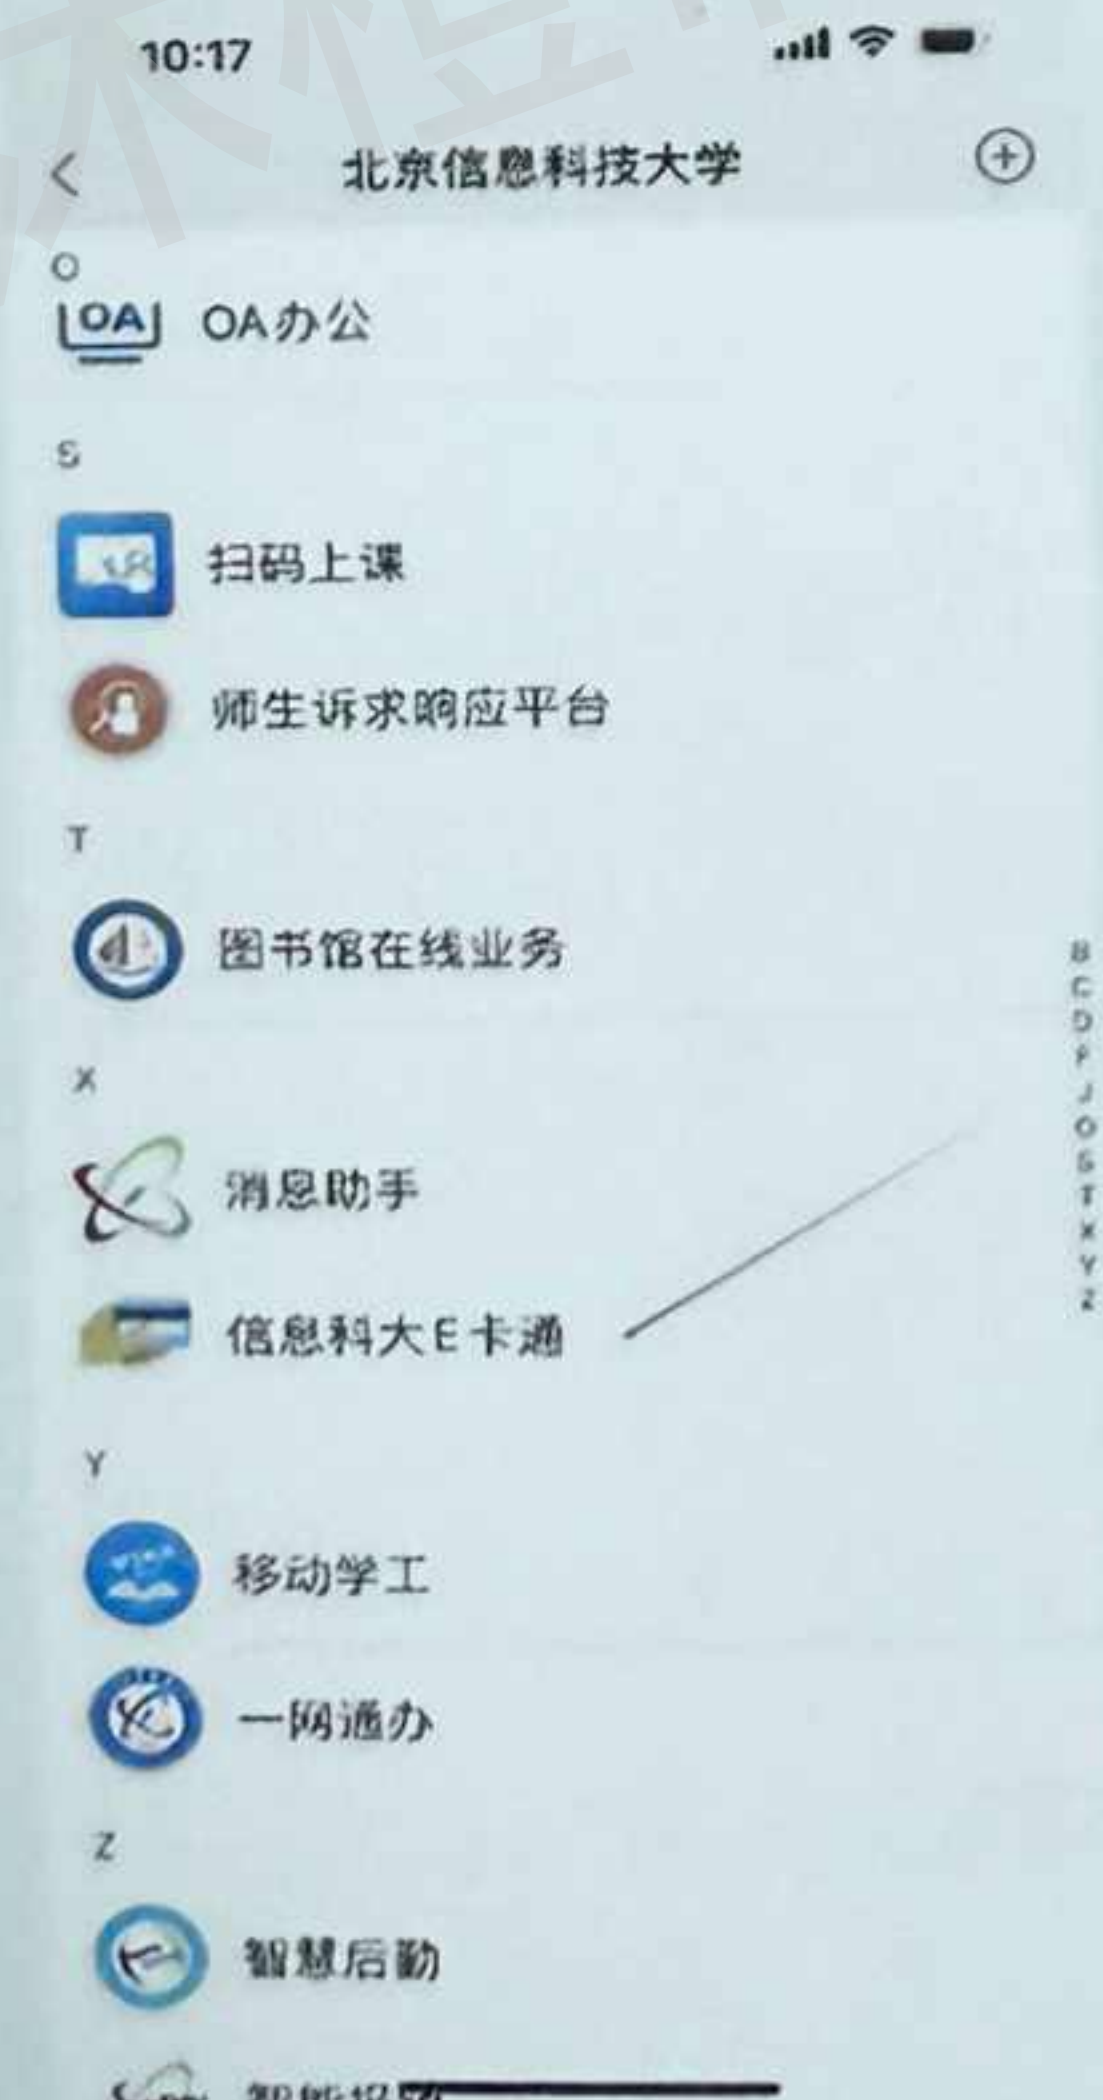 10:17
北京信息科技大学
O
OA OA办公
S
扫码上课
师生诉求响应平台
T
图书馆在线业务
X
消息助手
信息科大E卡通
Y
移动学工
一网通办
Z
智慧后勤
B
C
D
F
J
O
S
T
X
Y
Z